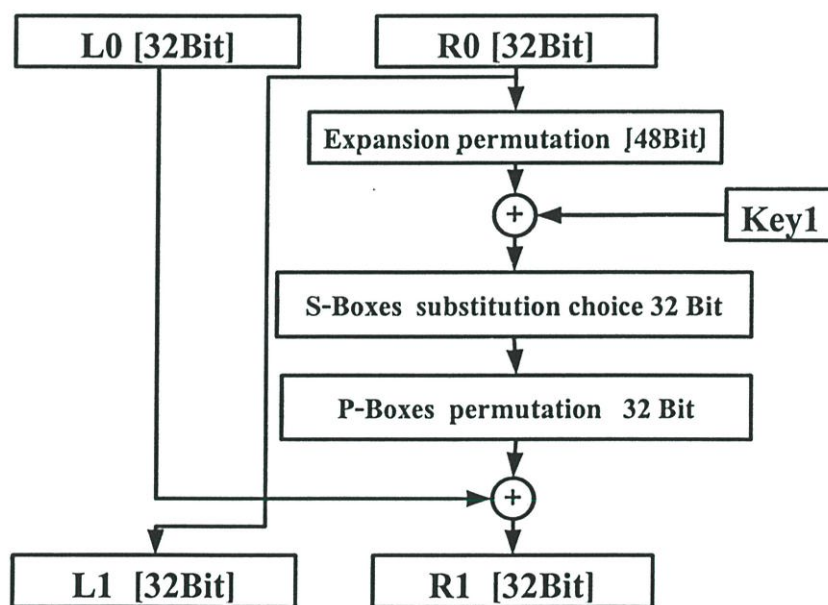 L0 [32Bit]
R0 [32Bit]
Expansion permutation [48Bit]
+
Key1
S-Boxes substitution choice 32 Bit
P-Boxes permutation 32 Bit
+
L1 [32Bit]
R1 [32Bit]